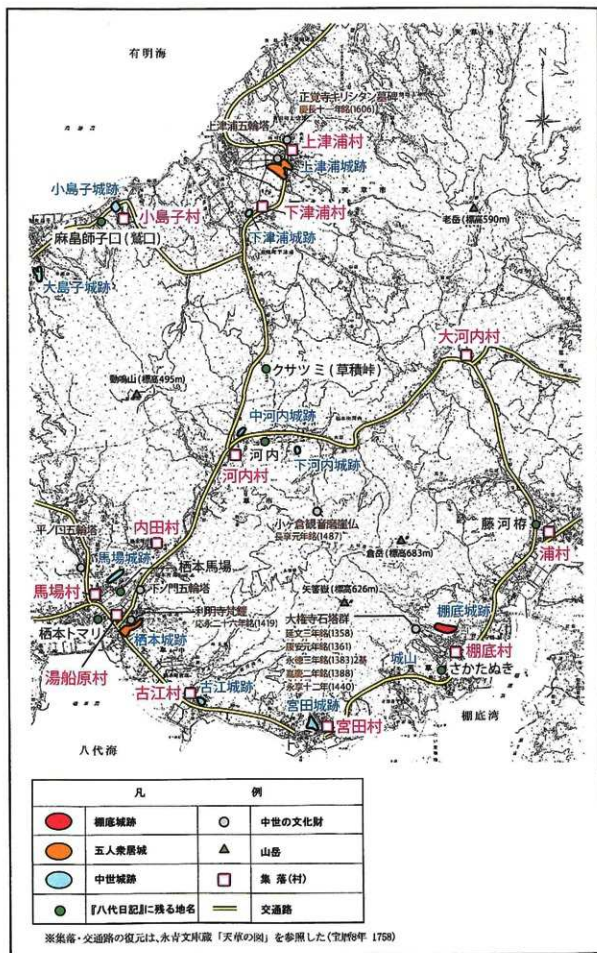 有明海
正覚寺キリシタン墓碑
慶長十一年銘(1606)
上津浦五輪塔
上津浦村
上津浦城跡
小島子城跡
小島子村
下津浦村
下津浦城跡
老岳(標高590m)
麻畠師子口(鷲口)
大島子城跡
大河内村
クサツミ(草積峠)
動鳴山(標高495m)
中河内城跡
河内
河内村
下河内城跡
小ヶ倉観音磨崖仏
長享元年銘(1487)
藤河栫
浦村
内田村
平ノ口五輪塔
馬場城跡
栖本馬場
倉岳(標高683m)
下ノ門五輪塔
矢筈嶽(標高626m)
馬場村
利明寺梵鐘
応永二十六年銘(1419)
大権寺石塔群
延文三年銘(1358)
康安元年銘(1361)
永徳三年銘(1383)2基
嘉慶二年銘(1388)
永享十二年(1440)
棚底城跡
栖本トマリ
栖本城跡
城山
棚底村
さかたぬき
湯船原村
古江村
古江城跡
宮田城跡
宮田村
棚底湾
八代海
凡 例
棚底城跡
中世の文化財
五人衆居城
山岳
中世城跡
集落(村)
『八代日記』に残る地名
交通路
※集落・交通路の復元は、永青文庫蔵「天草の図」を参照した(宝暦8年 1758)